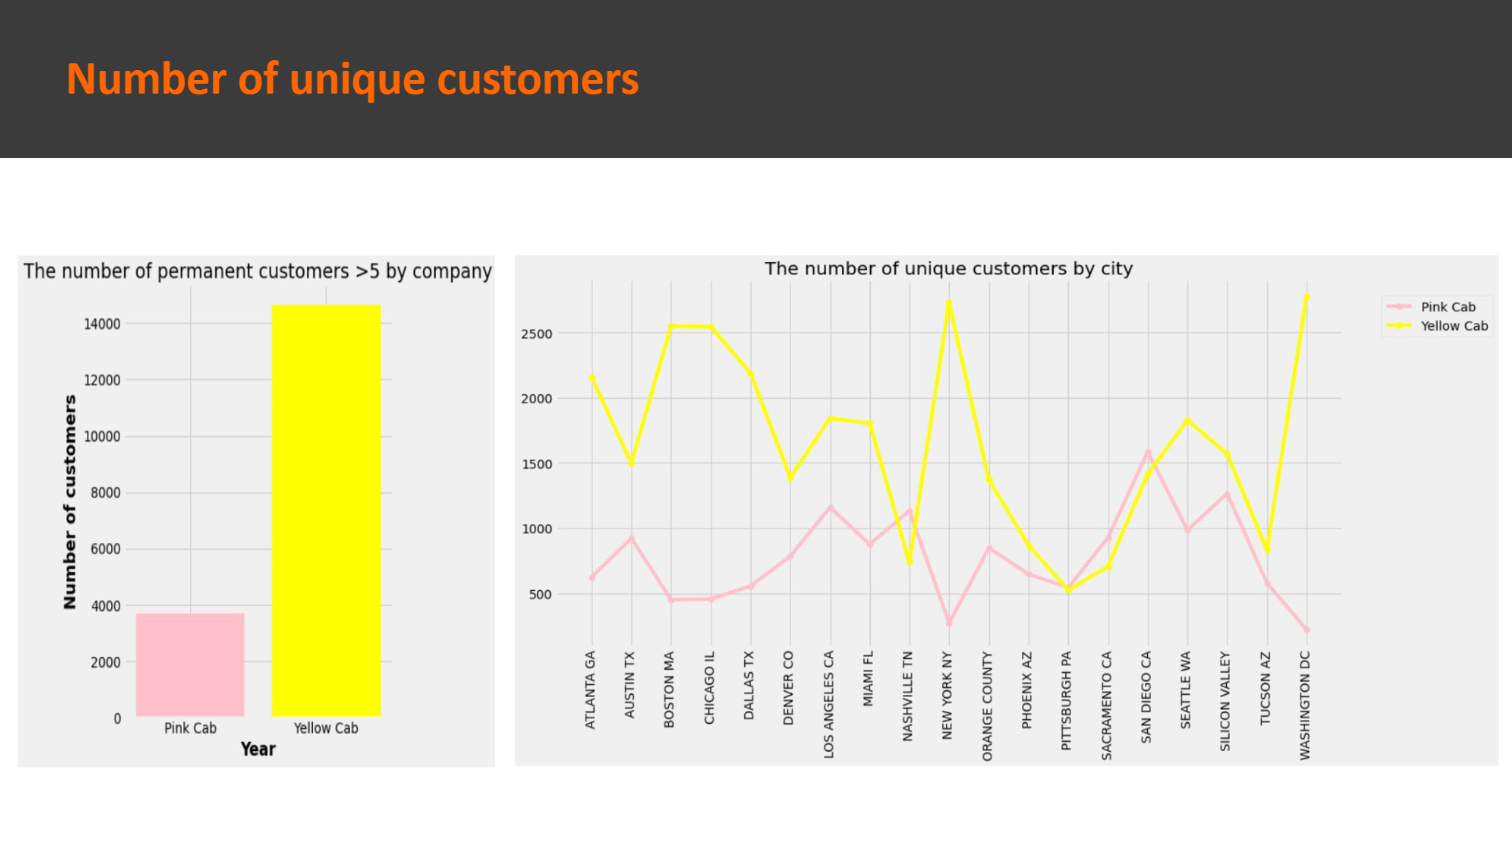 Number of unique customers
The number of permanent customers >5 by company
14000
12000
10000
8000
6000
4000
2000
0
Number of customers
Pink Cab
Yellow Cab
Year
The number of unique customers by city
2500
2000
1500
1000
500
ATLANTA GA
AUSTIN TX
BOSTON MA
CHICAGO IL
DALLAS TX
DENVER CO
LOS ANGELES CA
MIAMI FL
NASHVILLE TN
NEW YORK NY
ORANGE COUNTY
PHOENIX AZ
PITTSBURGH PA
SACRAMENTO CA
SAN DIEGO CA
SEATTLE WA
SILICON VALLEY
TUCSON AZ
WASHINGTON DC
Pink Cab
Yellow Cab